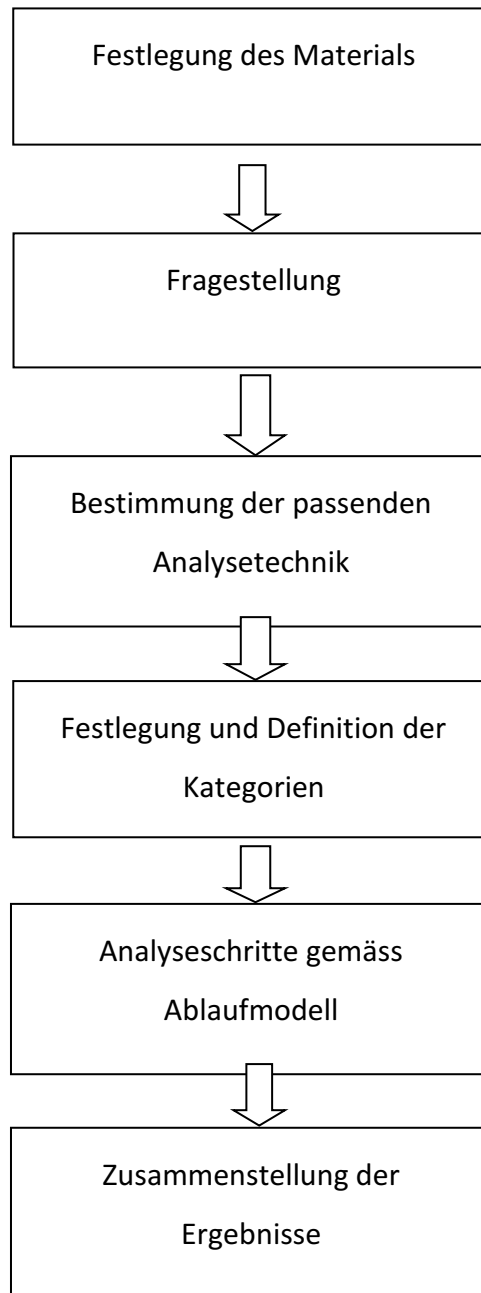 Festlegung des Materials
Fragestellung
Bestimmung der passenden
Analysetechnik
Festlegung und Definition der
Kategorien
Analyseschritte gemäss
Ablaufmodell
Zusammenstellung der
Ergebnisse